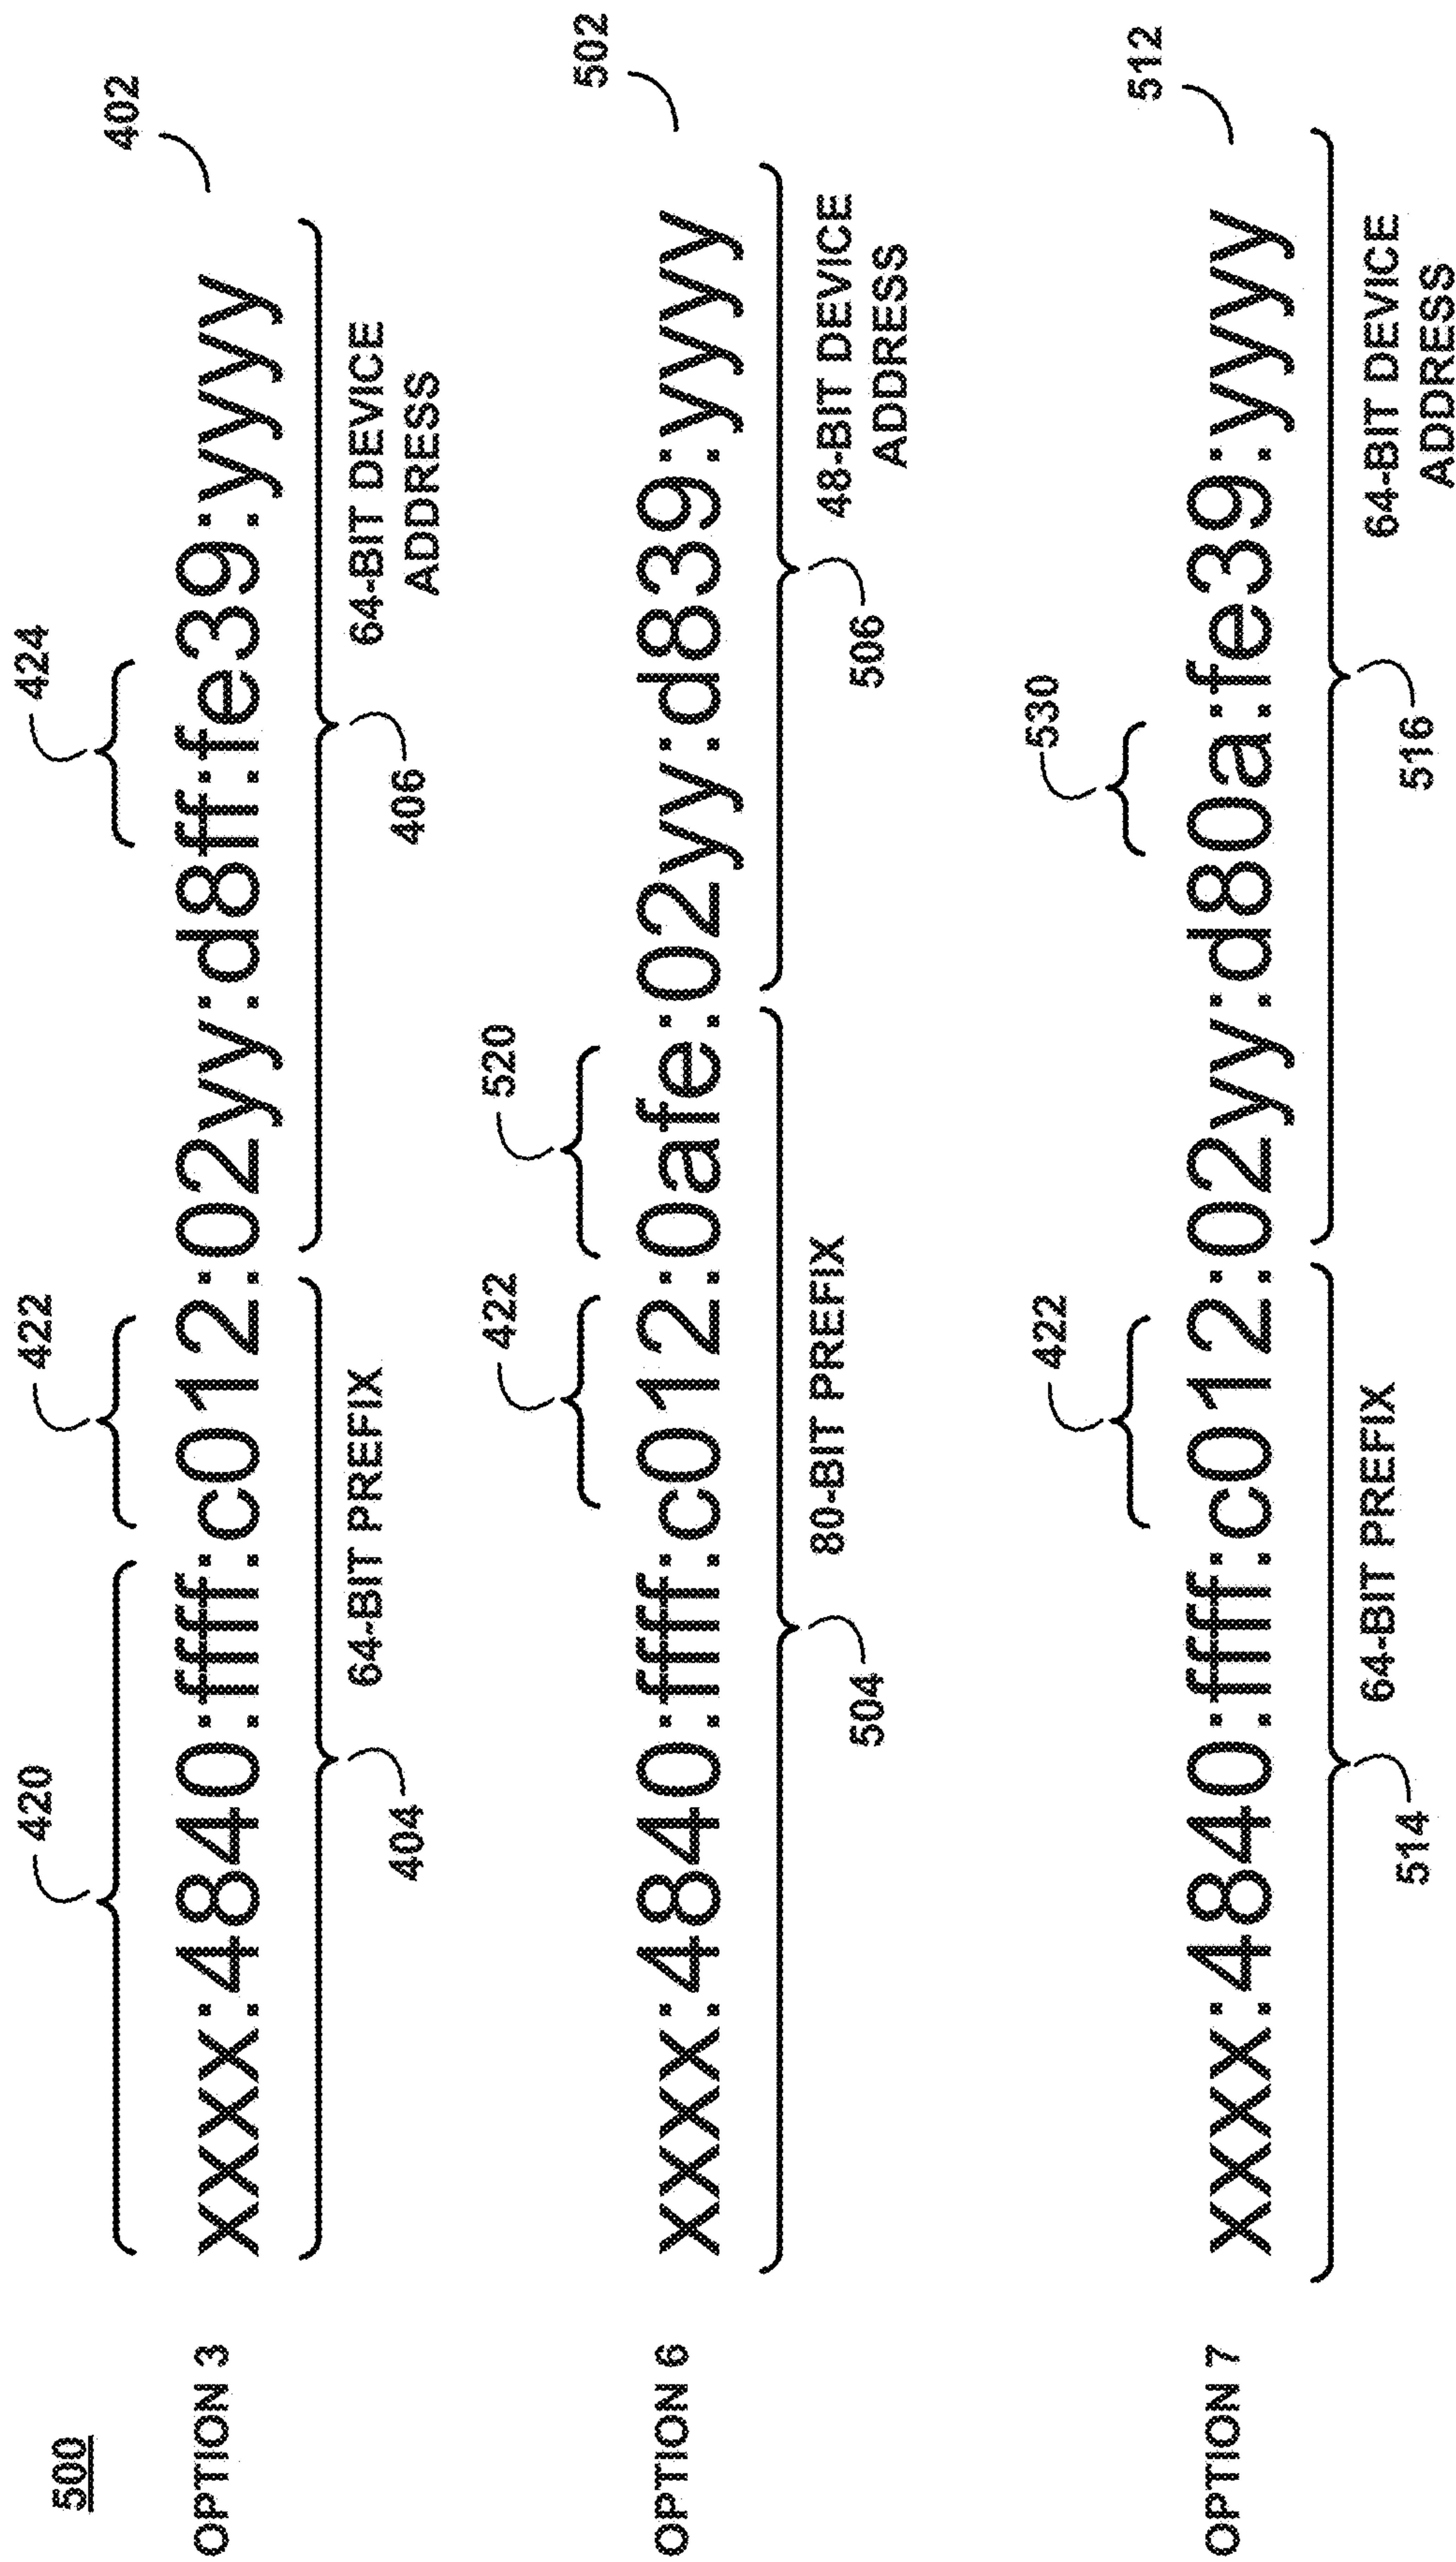 500
420
422
424
402
OPTION 3
xxxx:4840:ffff:c012:02yy:d8ff:fe39:yyyy
64-BIT PREFIX
64-BIT DEVICE
ADDRESS
404
406
422
520
502
OPTION 6
xxxx:4840:ffff:c012:0afe:02yy:d839:yyyy
80-BIT PREFIX
48-BIT DEVICE
ADDRESS
504
506
422
530
512
OPTION 7
xxxx:4840:ffff:c012:02yy:d80a:fe39:yyyy
64-BIT PREFIX
64-BIT DEVICE
ADDRESS
514
516